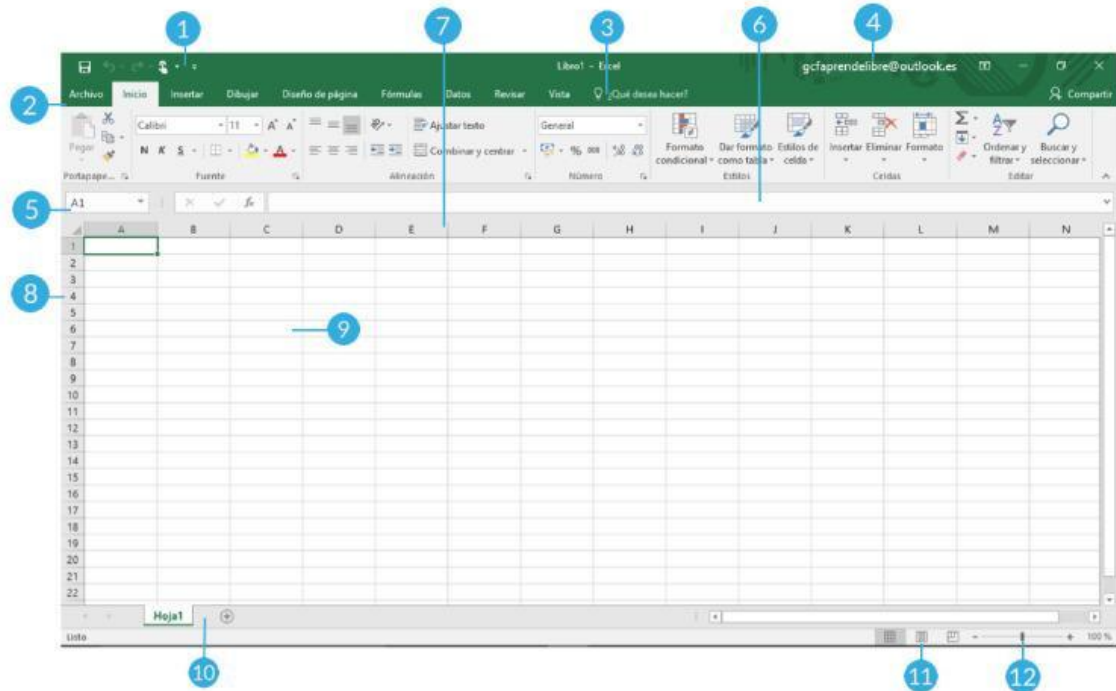 1 7 3 6 4
Libro1 - Excel gcfaprendelibre@outlook.es
2
Archivo Inicio Insertar Dibujar Diseño de página Fórmulas Datos Revisar Vista ¿Qué desea hacer? Compartir
Pegar Calibri 11 A A Ajustar texto General
N K S A Combinar y centrar % 000
Formato condicional Dar formato como tabla Estilos de celda Insertar Eliminar Formato Ordenar y filtrar Buscar y seleccionar
Portapape... Fuente Alineación Número Estilos Celdas Editar
5 A1 fx
A B C D E F G H I J K L M N
1
2
3
8 4
5
6 9
7
8
9
10
11
12
13
14
15
16
17
18
19
20
21
22
Hoja1
Listo 100 %
10 11 12